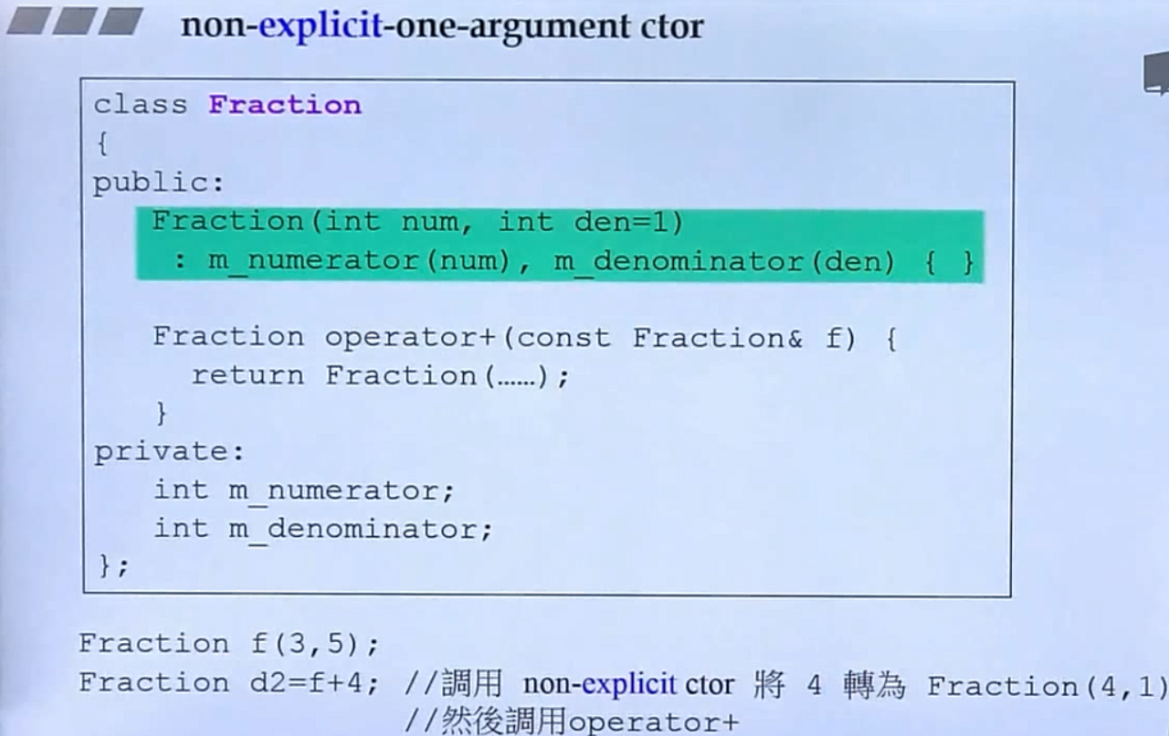 non-explicit-one-argument ctor
class Fraction
{
public:
Fraction(int num, int den=1)
: m_numerator(num), m_denominator(den) { }
Fraction operator+(const Fraction& f) {
return Fraction(……);
}
private:
int m_numerator;
int m_denominator;
};
Fraction f(3,5);
Fraction d2=f+4; //調用 non-explicit ctor 將 4 轉為 Fraction(4,1)
//然後調用operator+